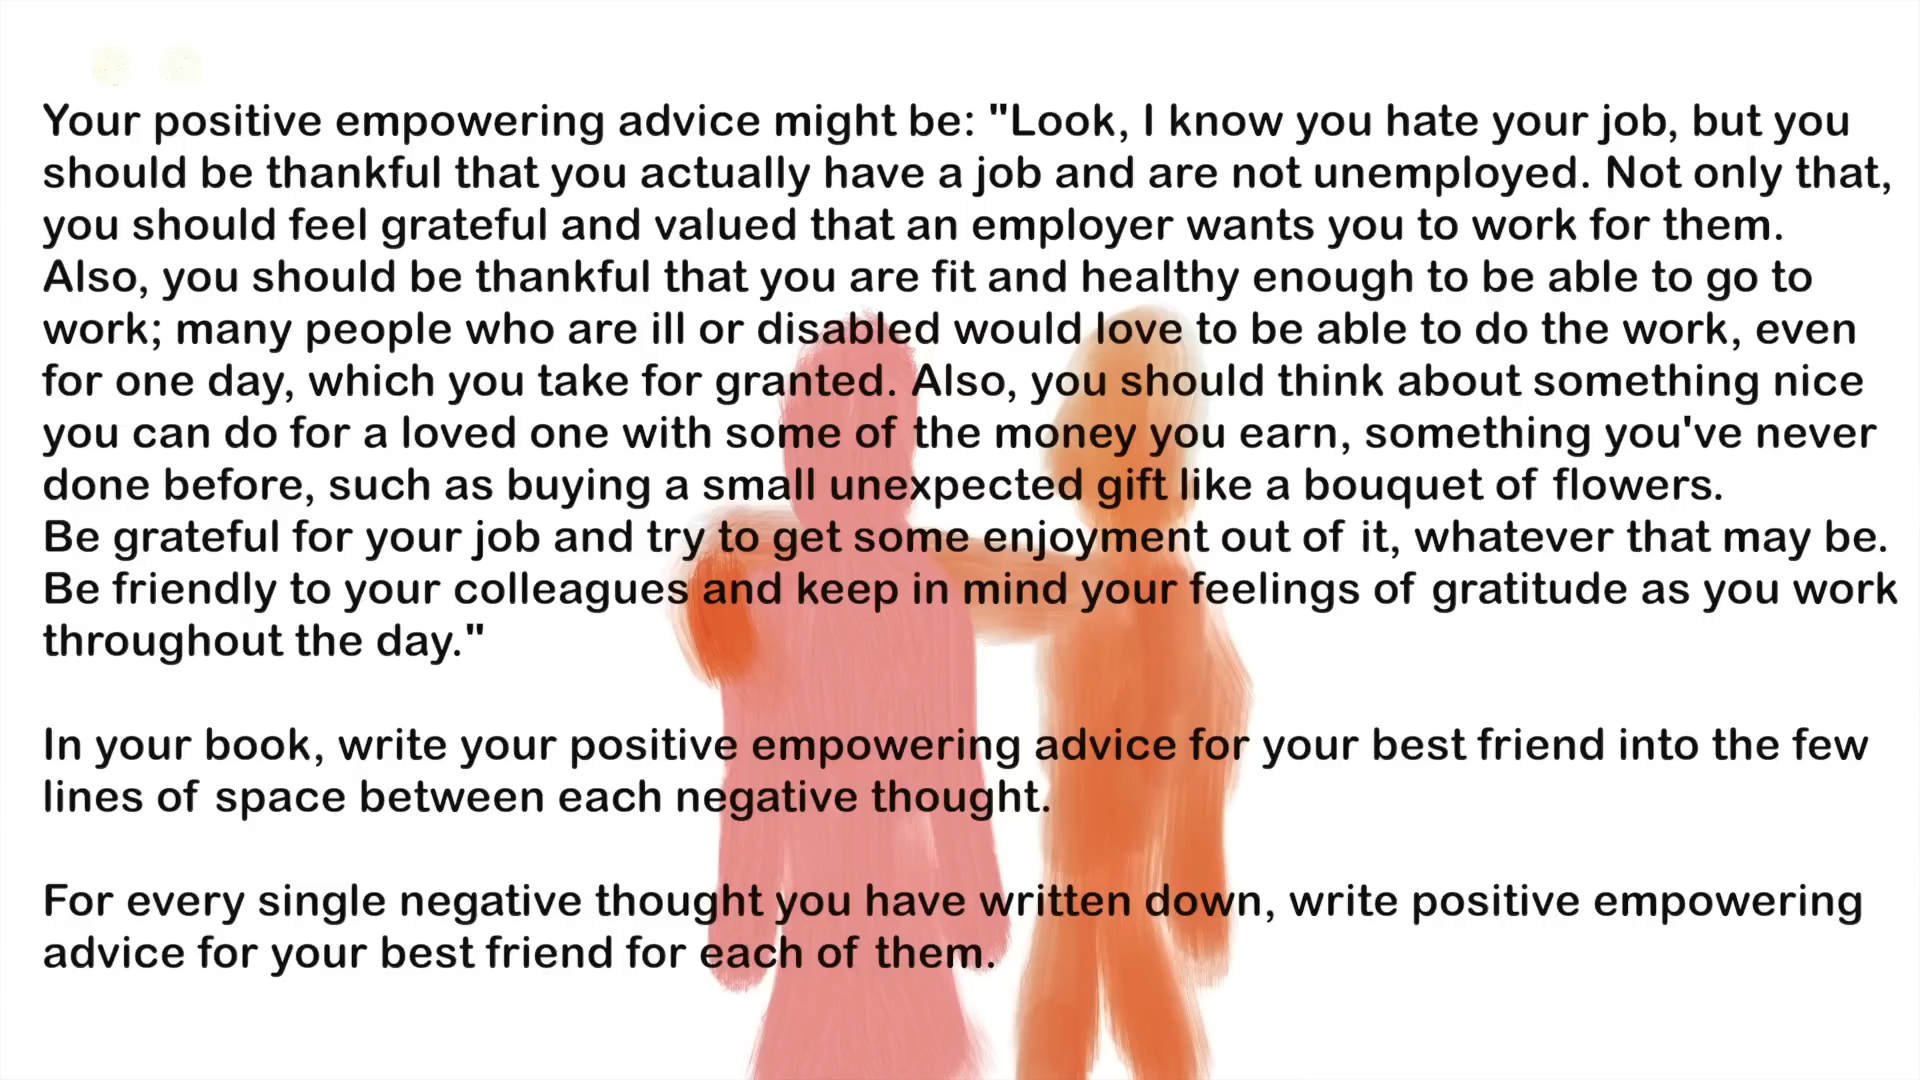 Your positive empowering advice might be: "Look, I know you hate your job, but you
should be thankful that you actually have a job and are not unemployed. Not only that,
you should feel grateful and valued that an employer wants you to work for them.
Also, you should be thankful that you are fit and healthy enough to be able to go to
work; many people who are ill or disabled would love to be able to do the work, even
for one day, which you take for granted. Also, you should think about something nice
you can do for a loved one with some of the money you earn, something you've never
done before, such as buying a small unexpected gift like a bouquet of flowers.
Be grateful for your job and try to get some enjoyment out of it, whatever that may be.
Be friendly to your colleagues and keep in mind your feelings of gratitude as you work
throughout the day."
In your book, write your positive empowering advice for your best friend into the few
lines of space between each negative thought.
For every single negative thought you have written down, write positive empowering
advice for your best friend for each of them.